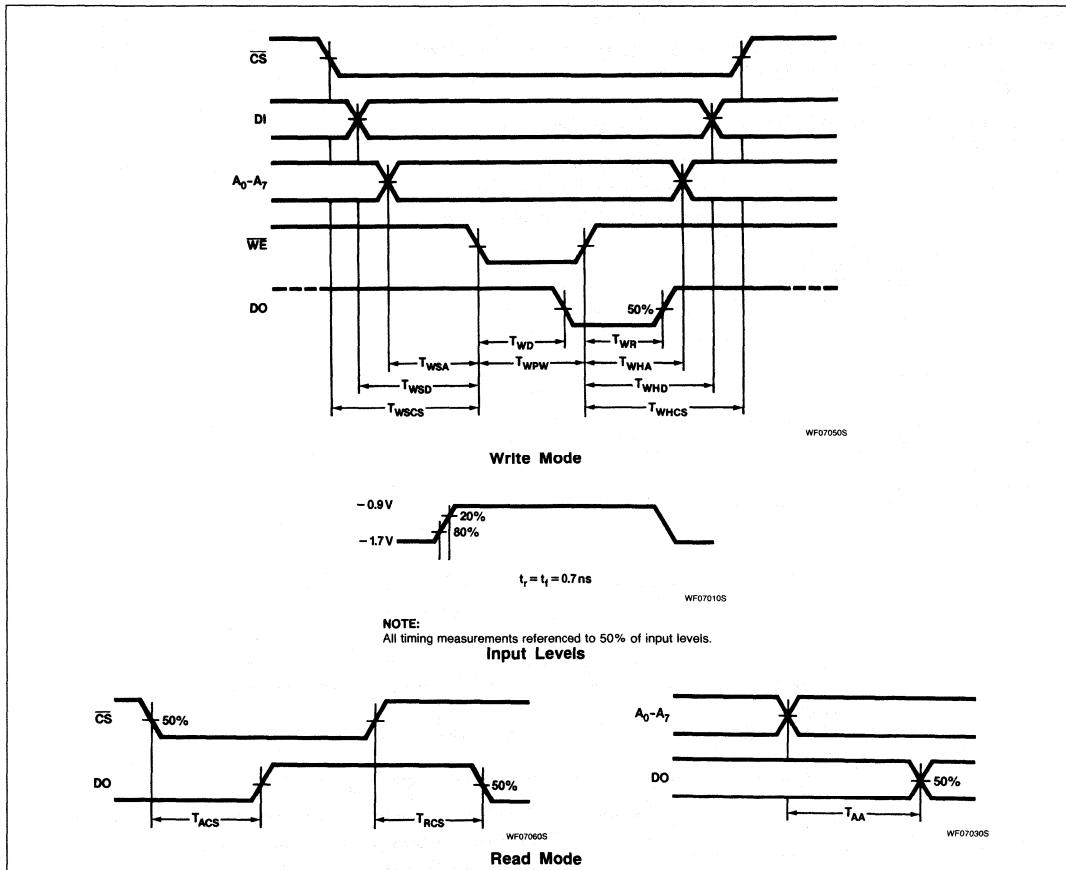 CS
DI
A0-A7
WE
DO
50%
TWD
TWR
TWSA
TWPW
TWHA
TWSD
TWHD
TWSCS
TWHCS
WF07050S
Write Mode
−0.9V
20%
80%
−1.7V
tr = tf = 0.7ns
WF07010S
NOTE:
All timing measurements referenced to 50% of input levels.
Input Levels
CS
50%
DO
50%
TACS
TRCS
WF07060S
A0-A7
DO
50%
TAA
WF07030S
Read Mode